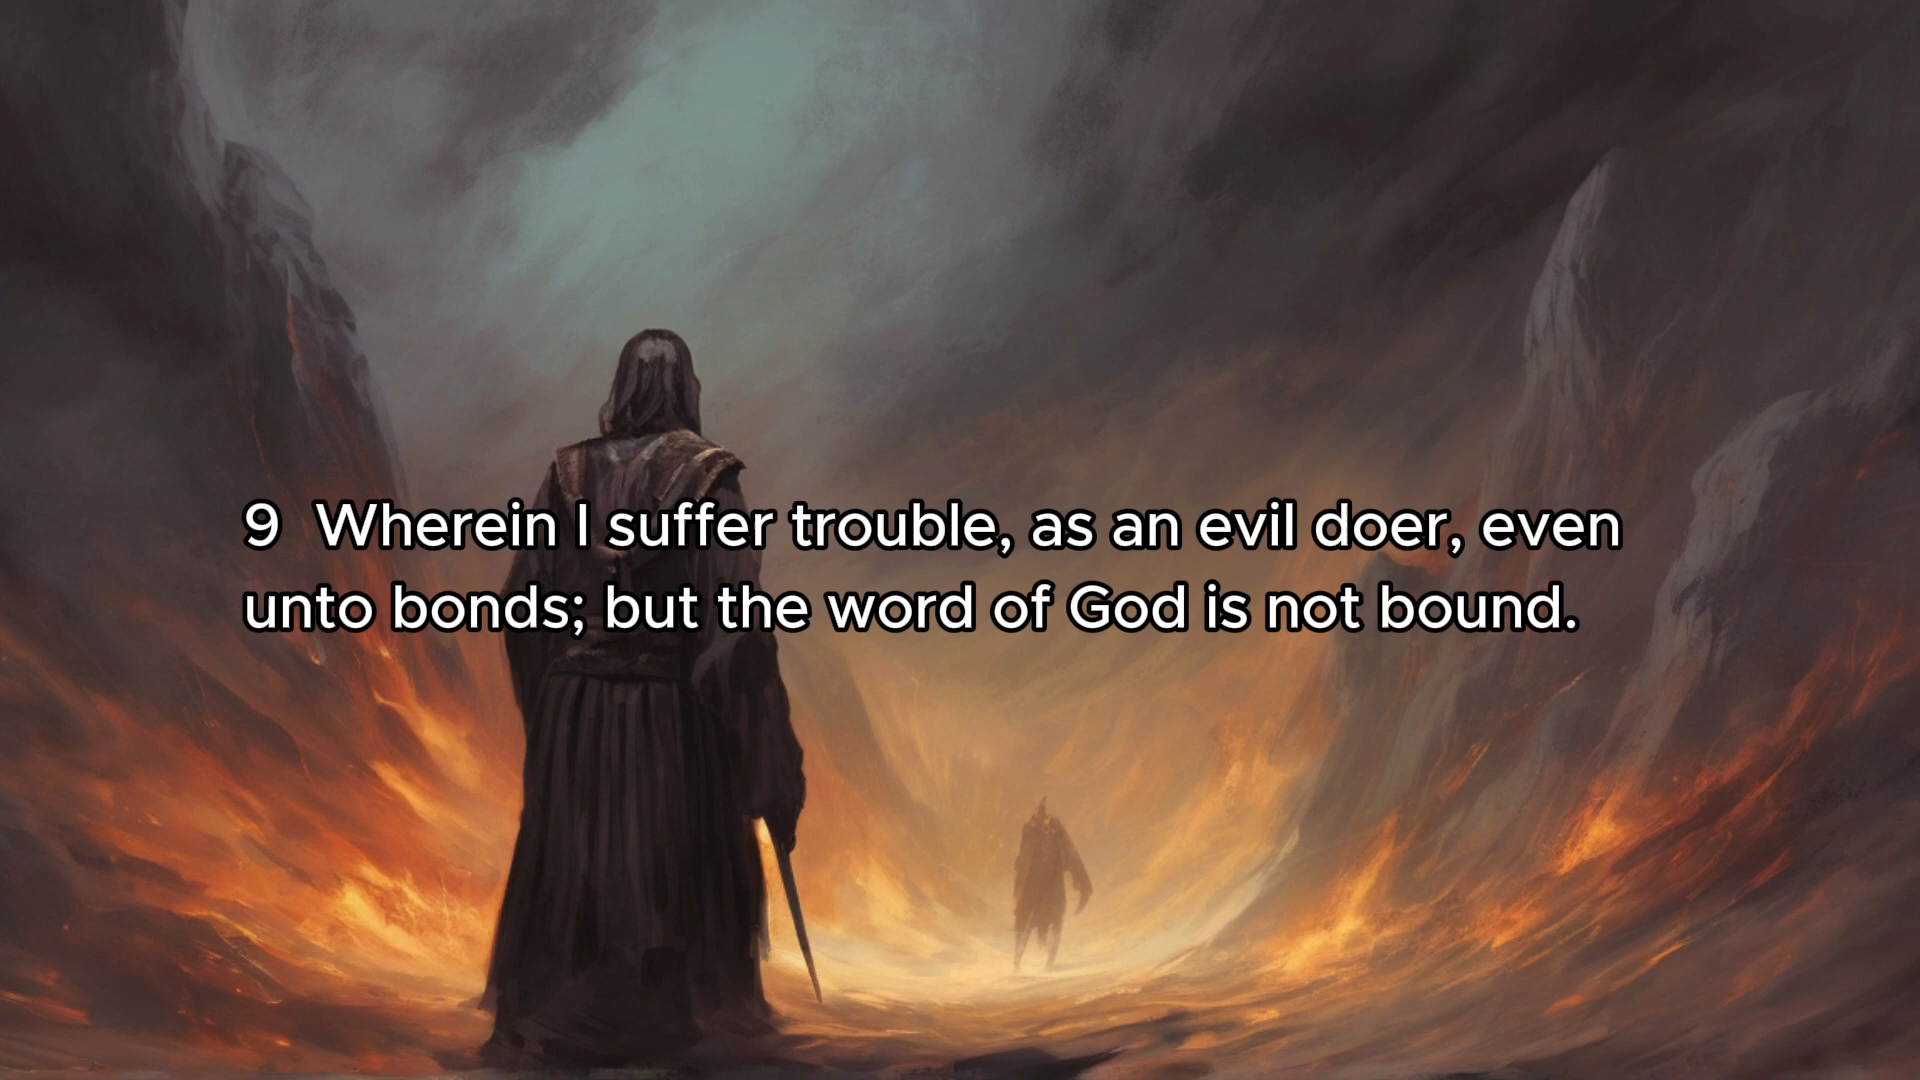 9  Wherein I suffer trouble, as an evil doer, even
unto bonds; but the word of God is not bound.